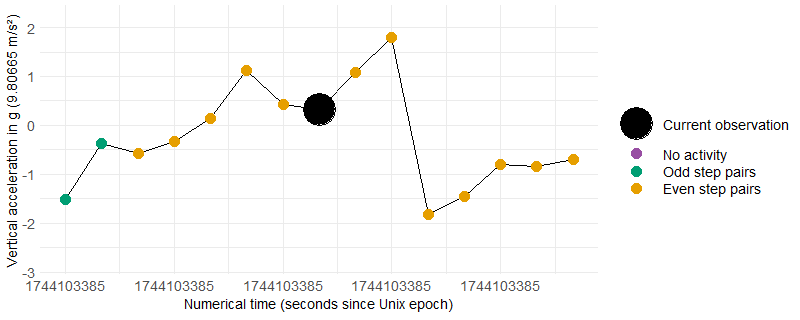 Vertical acceleration in g (9.80665 m/s²)
2
1
0
-1
-2
-3
1744103385 1744103385 1744103385 1744103385 1744103385
Numerical time (seconds since Unix epoch)
Current observation
No activity
Odd step pairs
Even step pairs